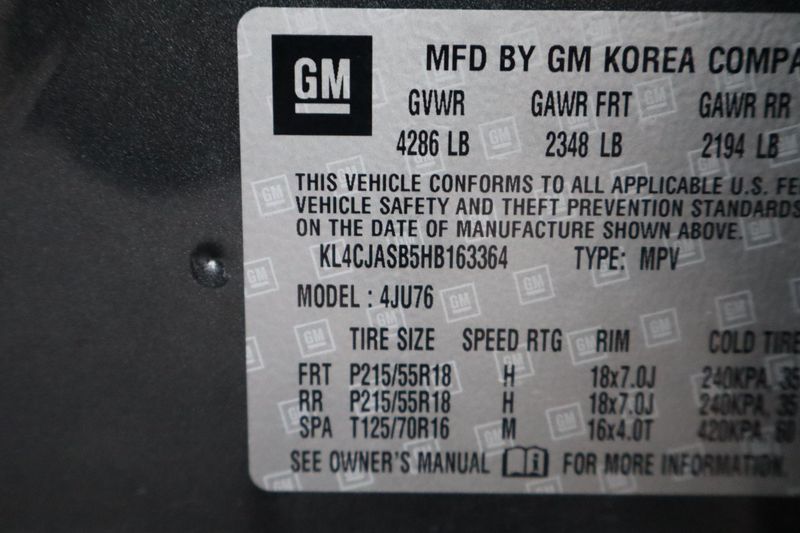 GM
MFD BY GM KOREA COMPA
GVWR GAWR FRT GAWR RR
4286 LB 2348 LB 2194 LB
THIS VEHICLE CONFORMS TO ALL APPLICABLE U.S. FE
VEHICLE SAFETY AND THEFT PREVENTION STANDARDS
ON THE DATE OF MANUFACTURE SHOWN ABOVE.
KL4CJASB5HB163364 TYPE: MPV
MODEL : 4JU76
TIRE SIZE SPEED RTG RIM COLD TIRE
FRT P215/55R18 H 18x7.0J 240KPA, 35
RR P215/55R18 H 18x7.0J 240KPA, 35
SPA T125/70R16 M 16x4.0T 420KPA, 60
SEE OWNER'S MANUAL FOR MORE INFORMATION.